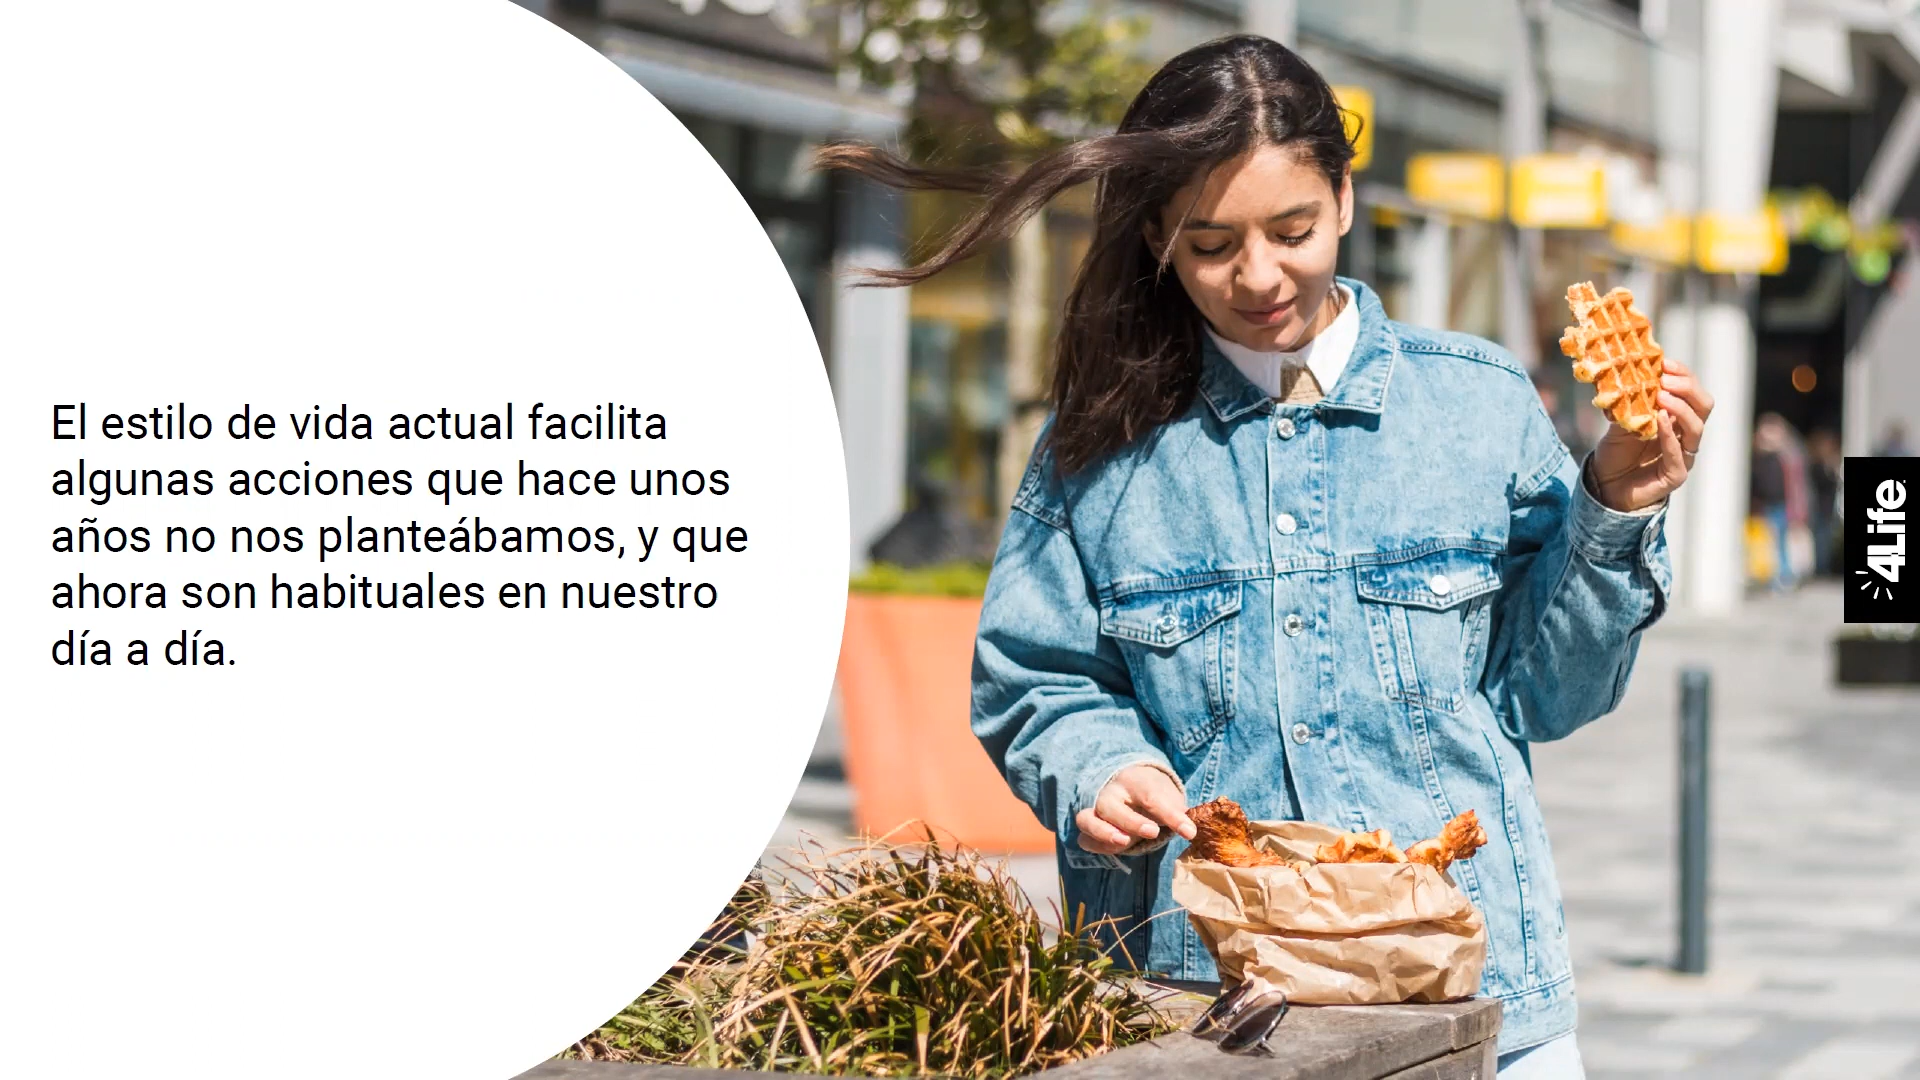 El estilo de vida actual facilita
algunas acciones que hace unos
años no nos planteábamos, y que
ahora son habituales en nuestro
día a día.
4Life